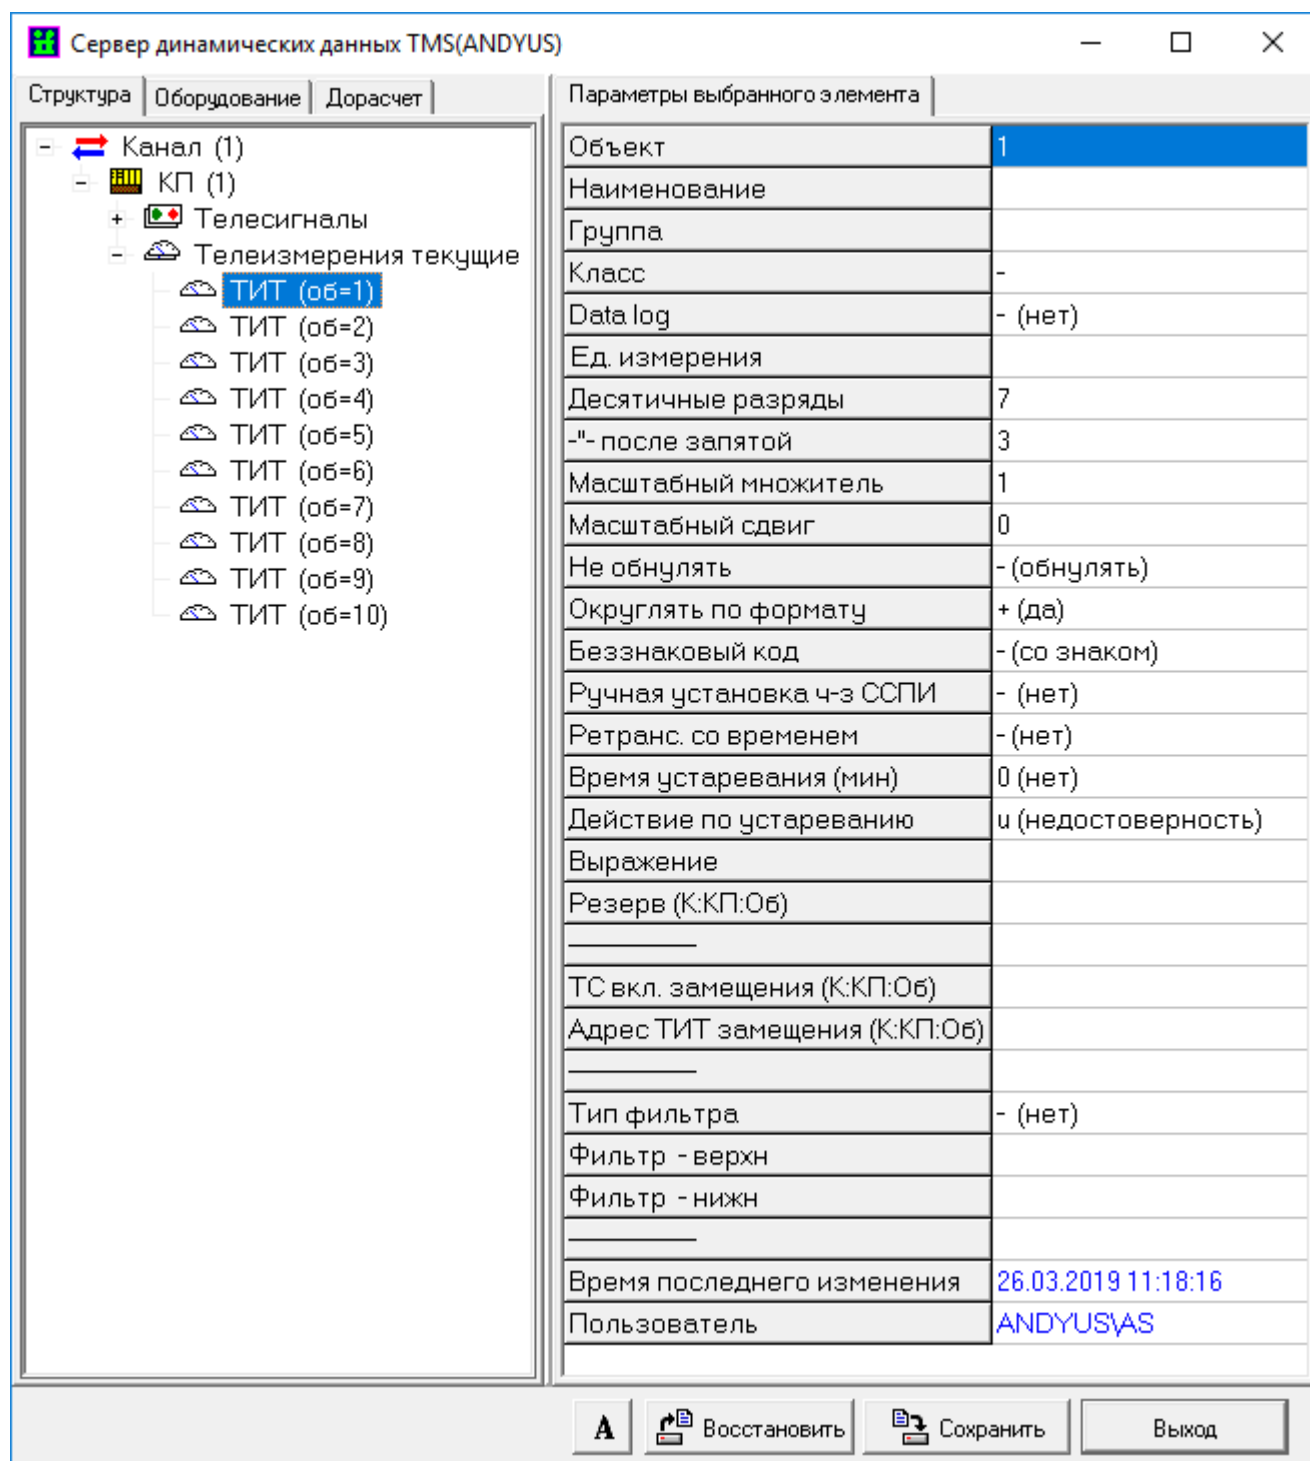 Сервер динамических данных TMS(ANDYUS)
Структура Оборудование Дорасчет
Канал (1)
КП (1)
Телесигналы
Телеизмерения текущие
ТИТ (об=1)
ТИТ (об=2)
ТИТ (об=3)
ТИТ (об=4)
ТИТ (об=5)
ТИТ (об=6)
ТИТ (об=7)
ТИТ (об=8)
ТИТ (об=9)
ТИТ (об=10)
Параметры выбранного элемента
Объект 1
Наименование
Группа
Класс -
Data log - (нет)
Ед. измерения
Десятичные разряды 7
-"- после запятой 3
Масштабный множитель 1
Масштабный сдвиг 0
Не обнулять - (обнулять)
Округлять по формату + (да)
Беззнаковый код - (со знаком)
Ручная установка ч-з ССПИ - (нет)
Ретранс. со временем - (нет)
Время устаревания (мин) 0 (нет)
Действие по устареванию u (недостоверность)
Выражение
Резерв (К:КП:Об)
ТС вкл. замещения (К:КП:Об)
Адрес ТИТ замещения (К:КП:Об)
Тип фильтра - (нет)
Фильтр - верхн
Фильтр - нижн
Время последнего изменения 26.03.2019 11:18:16
Пользователь ANDYUS\AS
A Восстановить Сохранить Выход